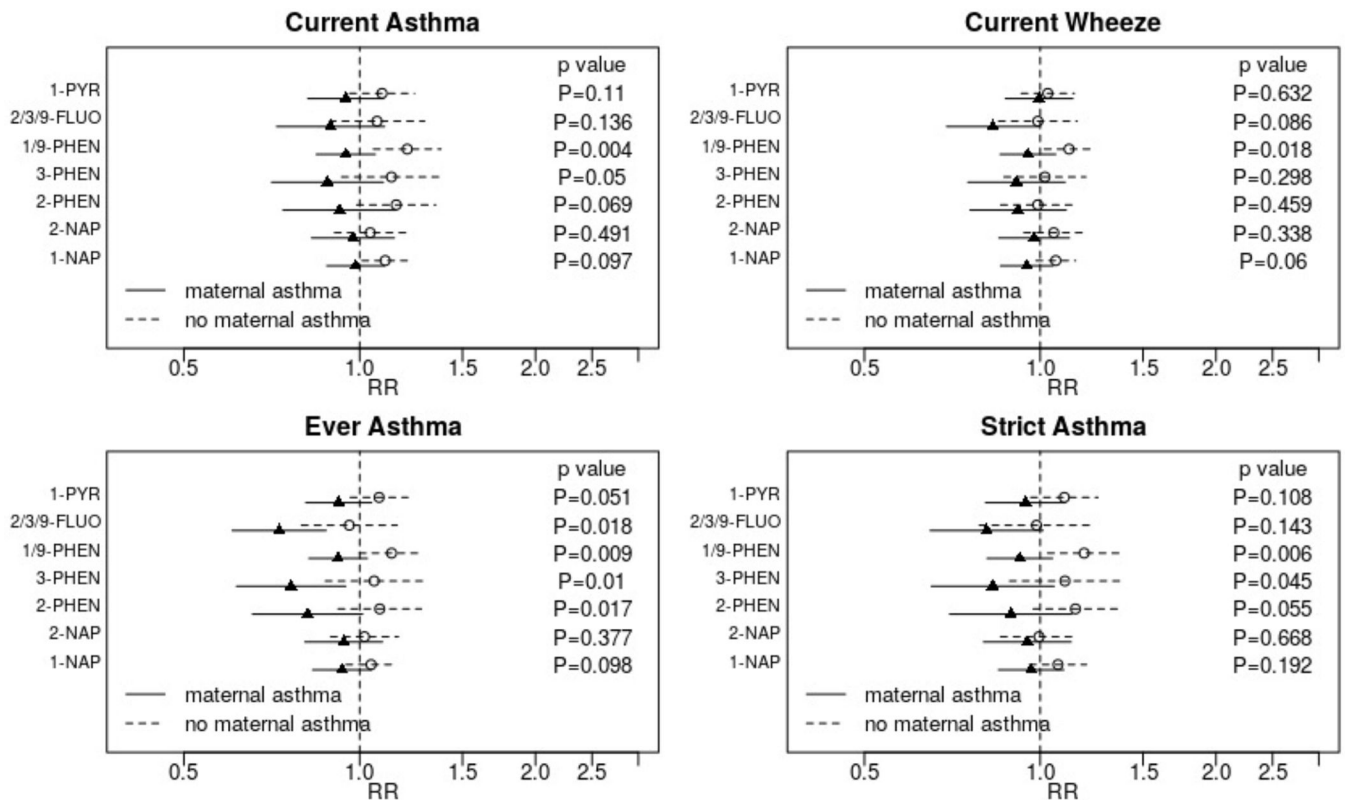 Current Asthma
p value
1-PYR P=0.11
2/3/9-FLUO P=0.136
1/9-PHEN P=0.004
3-PHEN P=0.05
2-PHEN P=0.069
2-NAP P=0.491
1-NAP P=0.097
maternal asthma
no maternal asthma
0.5 1.0 1.5 2.0 2.5
RR
Current Wheeze
p value
1-PYR P=0.632
2/3/9-FLUO P=0.086
1/9-PHEN P=0.018
3-PHEN P=0.298
2-PHEN P=0.459
2-NAP P=0.338
1-NAP P=0.06
maternal asthma
no maternal asthma
0.5 1.0 1.5 2.0 2.5
RR
Ever Asthma
p value
1-PYR P=0.051
2/3/9-FLUO P=0.018
1/9-PHEN P=0.009
3-PHEN P=0.01
2-PHEN P=0.017
2-NAP P=0.377
1-NAP P=0.098
maternal asthma
no maternal asthma
0.5 1.0 1.5 2.0 2.5
RR
Strict Asthma
p value
1-PYR P=0.108
2/3/9-FLUO P=0.143
1/9-PHEN P=0.006
3-PHEN P=0.045
2-PHEN P=0.055
2-NAP P=0.668
1-NAP P=0.192
maternal asthma
no maternal asthma
0.5 1.0 1.5 2.0 2.5
RR